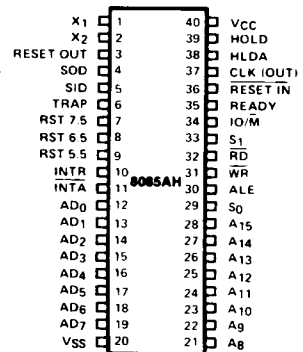 X1 1 40 VCC
X2 2 39 HOLD
RESET OUT 3 38 HLDA
SOD 4 37 CLK (OUT)
SID 5 36 RESET IN
TRAP 6 35 READY
RST 7.5 7 34 IO/M
RST 6.5 8 33 S1
RST 5.5 9 32 RD
INTR 10 31 WR
INTA 11 8085AH 30 ALE
AD0 12 29 S0
AD1 13 28 A15
AD2 14 27 A14
AD3 15 26 A13
AD4 16 25 A12
AD5 17 24 A11
AD6 18 23 A10
AD7 19 22 A9
VSS 20 21 A8